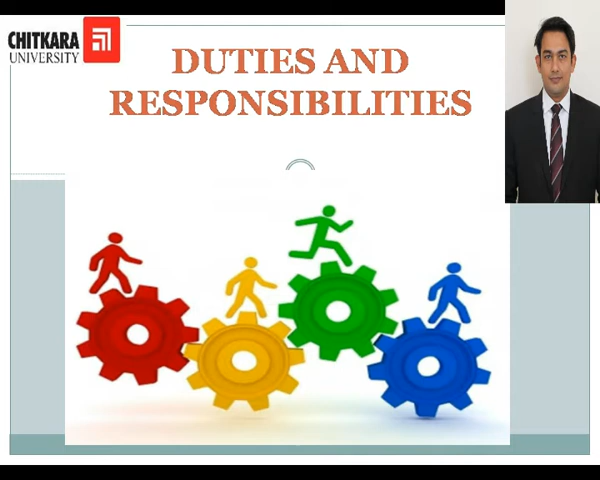 CHITKARA
UNIVERSITY
DUTIES AND
RESPONSIBILITIES